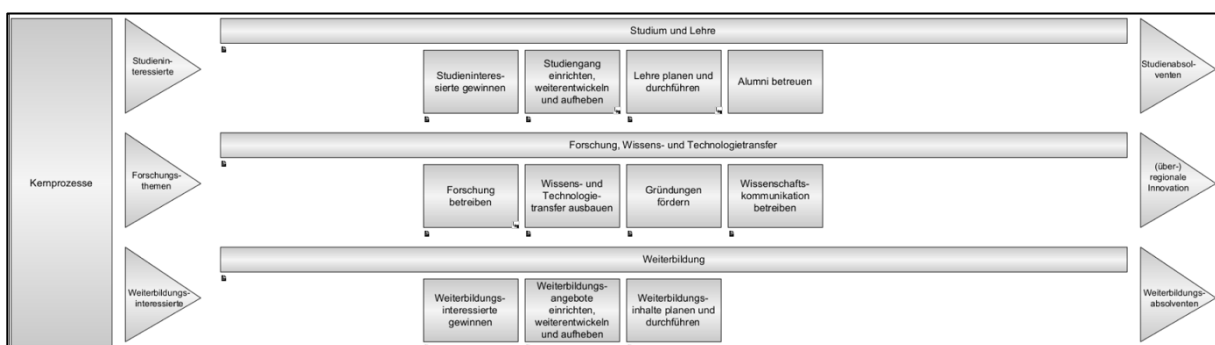 Kernprozesse
Studienin-
teressierte
Studium und Lehre
Studieninteres-
sierte gewinnen
Studiengang
einrichten,
weiterentwickeln
und aufheben
Lehre planen und
durchführen
Alumni betreuen
Studienabsol-
venten
Forschungs-
themen
Forschung, Wissens- und Technologietransfer
Forschung
betreiben
Wissens- und
Technologie-
transfer ausbauen
Gründungen
fördern
Wissenschafts-
kommunikation
betreiben
(über-)
regionale
Innovation
Weiterbildungs-
interessierte
Weiterbildung
Weiterbildungs-
interessierte
gewinnen
Weiterbildungs-
angebote
einrichten,
weiterentwickeln
und aufheben
Weiterbildungs-
inhalte planen und
durchführen
Weiterbildungs-
absolventen